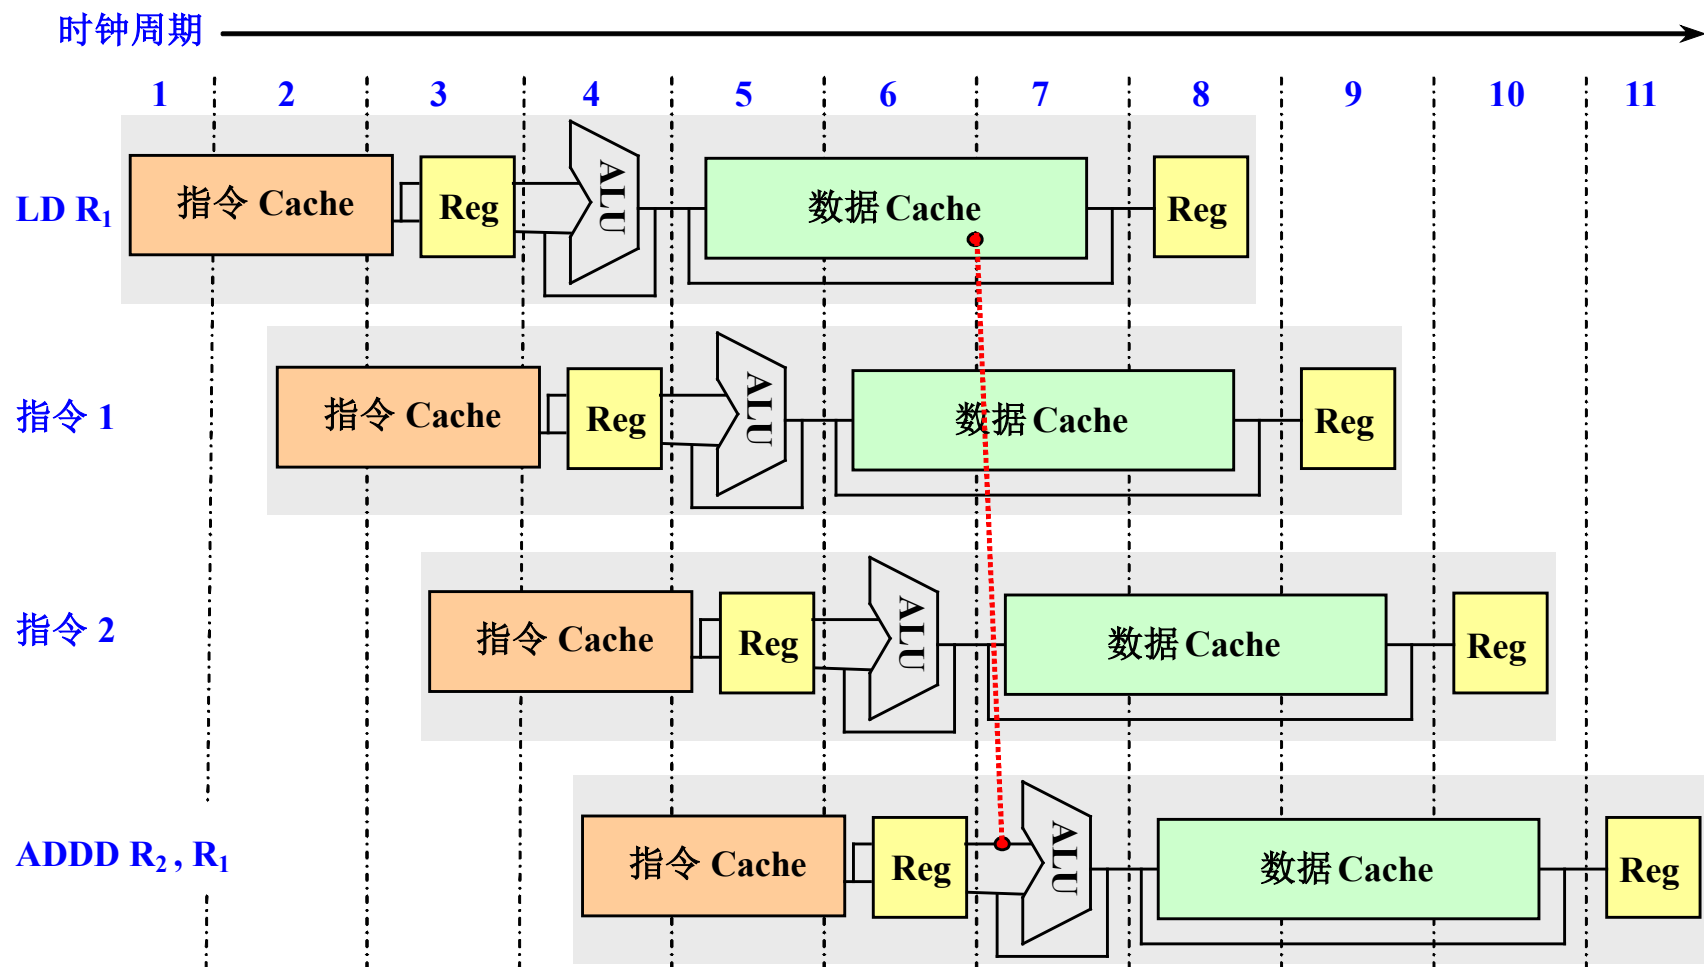 时钟周期
1 2 3 4 5 6 7 8 9 10 11
LD R₁ 指令 Cache Reg ALU 数据 Cache Reg
指令 1 指令 Cache Reg ALU 数据 Cache Reg
指令 2 指令 Cache Reg ALU 数据 Cache Reg
ADDD R₂ , R₁ 指令 Cache Reg ALU 数据 Cache Reg